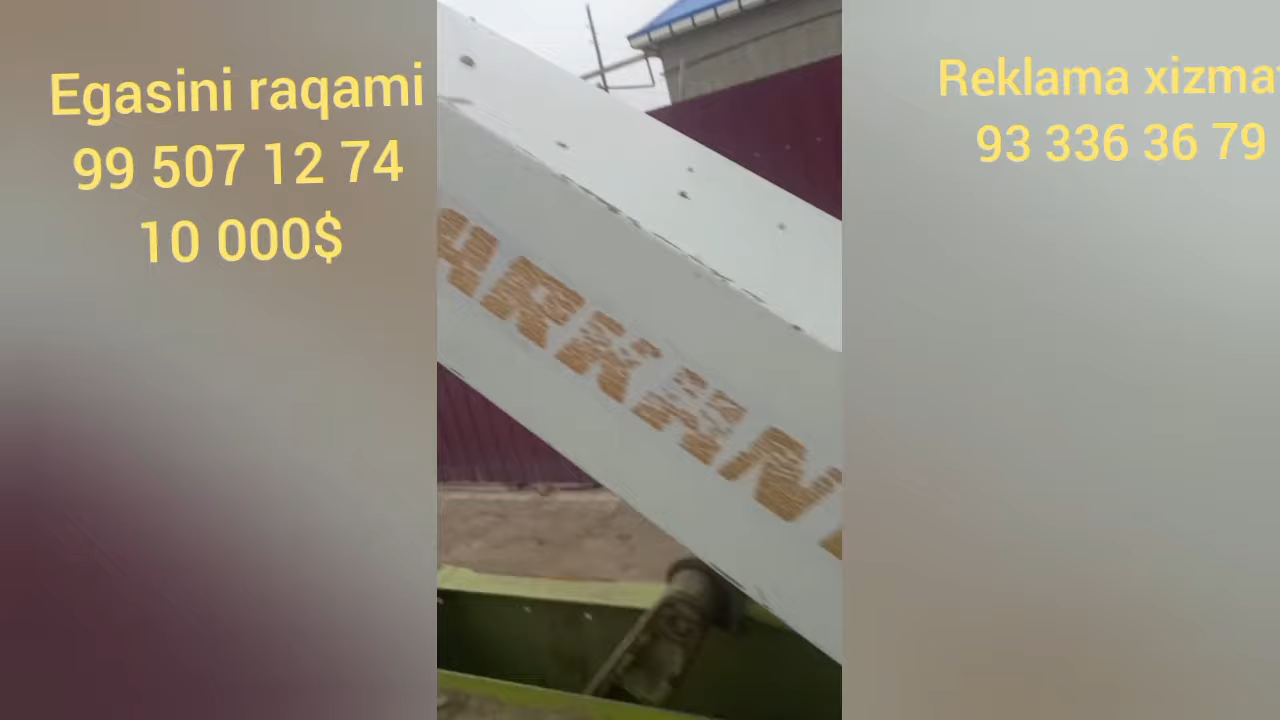 Egasini raqami
99 507 12 74
10 000$
Reklama xizmat
93 336 36 79